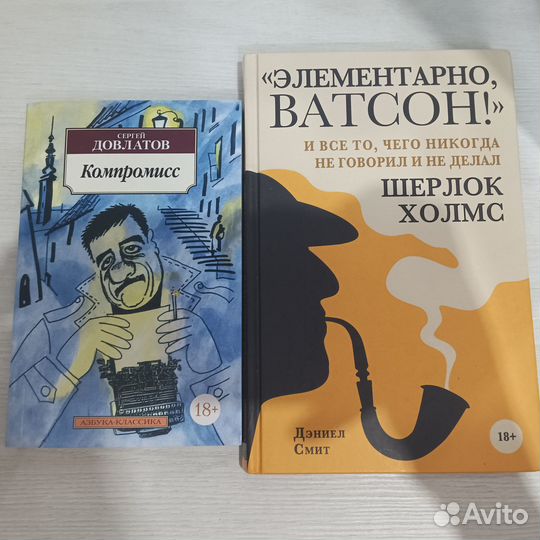 СЕРГЕЙ
ДОВЛАТОВ
Компромисс
АЗБУКА-КЛАССИКА
18+
«ЭЛЕМЕНТАРНО,
ВАТСОН!»
И ВСЕ ТО, ЧЕГО НИКОГДА
НЕ ГОВОРИЛ И НЕ ДЕЛАЛ
ШЕРЛОК
ХОЛМС
Дэниел
Смит
18+
Avito